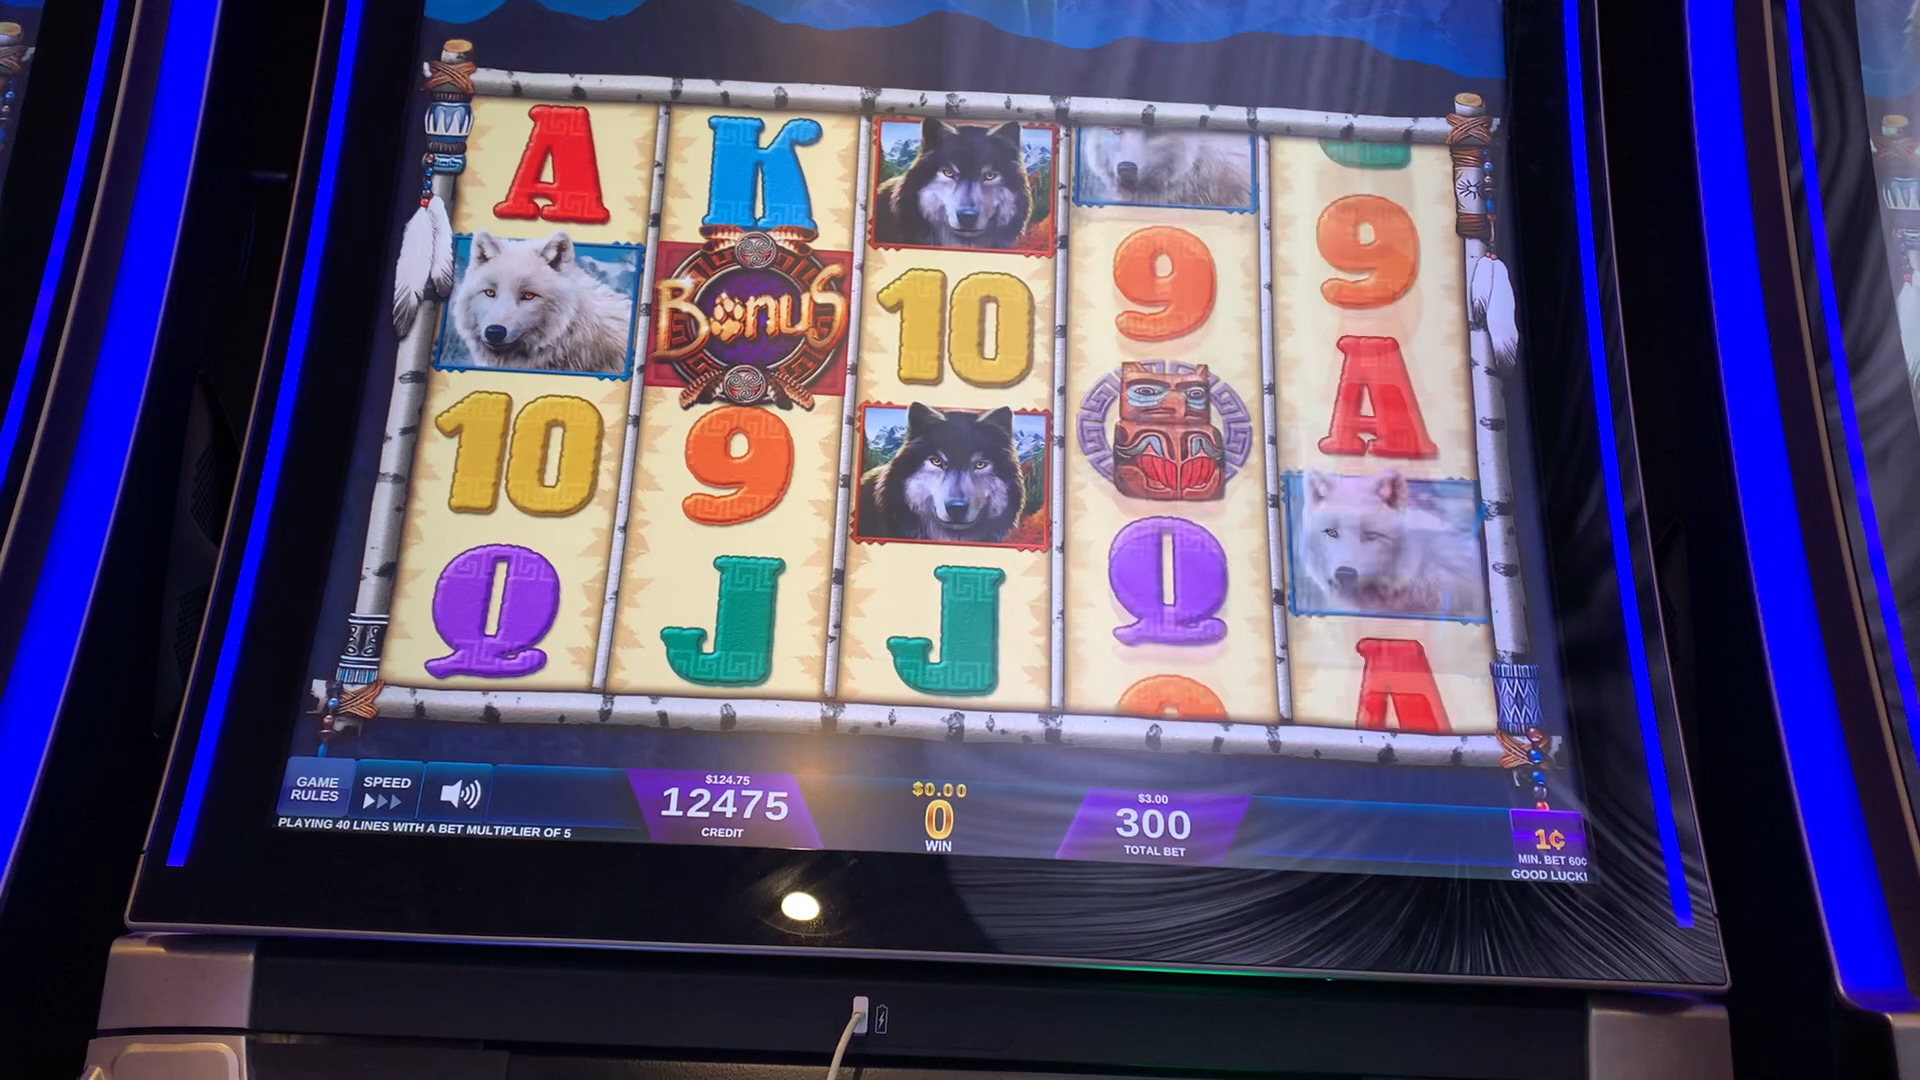 A K
9 9
Bonus
10
A
10 9
Q J J Q
A
GAME
RULES
SPEED
$124.75
12475
CREDIT
$0.00
0
WIN
$3.00
300
TOTAL BET
1¢
MIN. BET 60¢
GOOD LUCK!
PLAYING 40 LINES WITH A BET MULTIPLIER OF 5